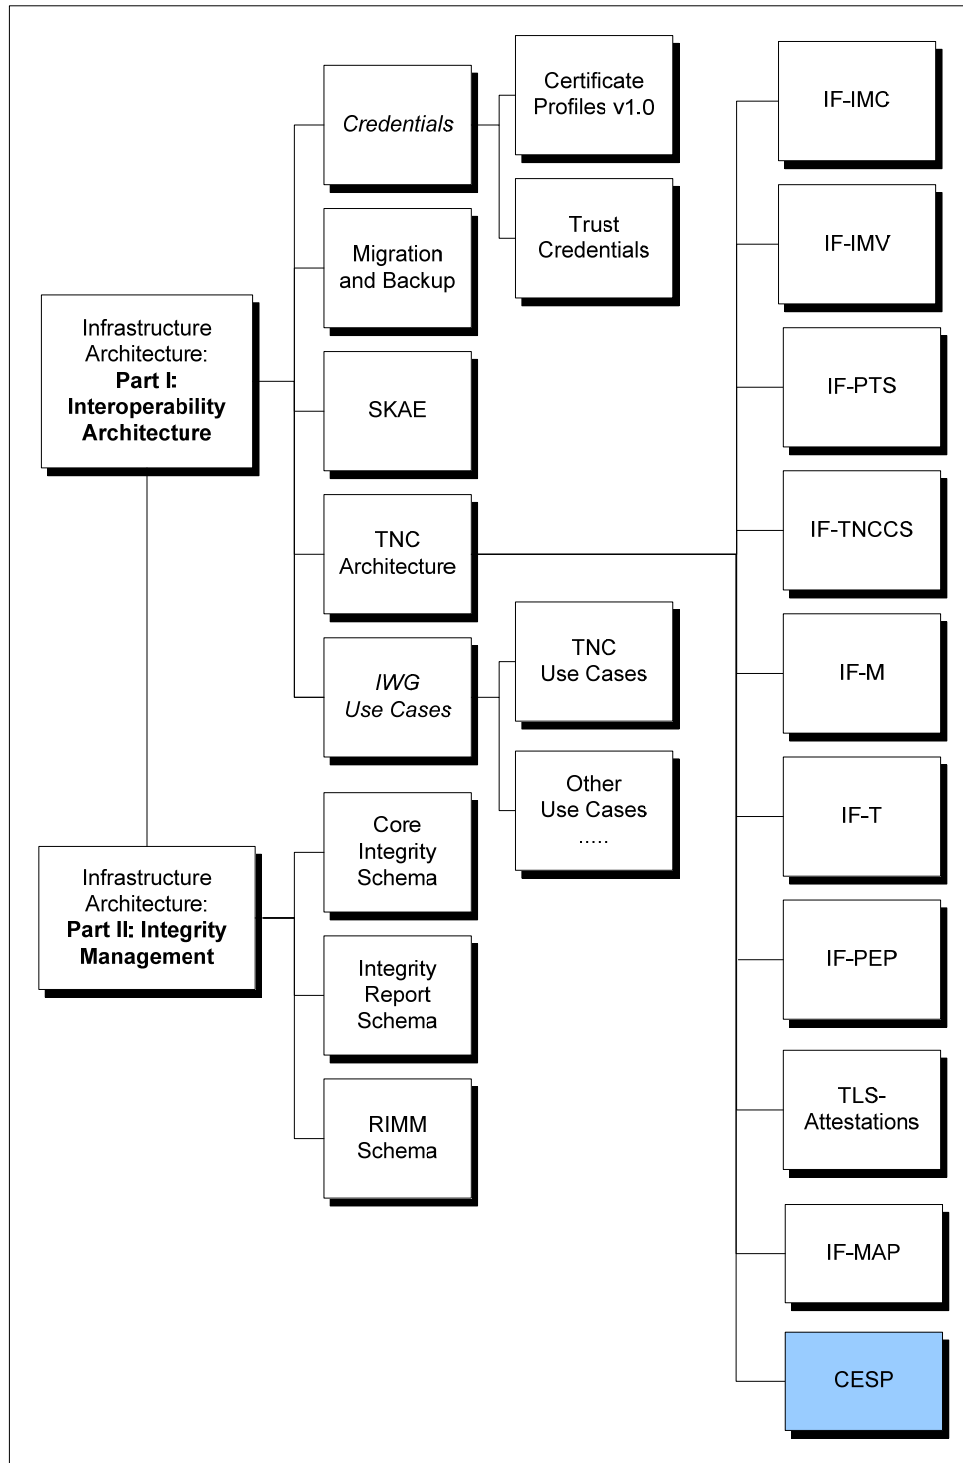 Infrastructure
Architecture:
Part I:
Interoperability
Architecture
Infrastructure
Architecture:
Part II: Integrity
Management
Credentials
Migration
and Backup
SKAE
TNC
Architecture
IWG
Use Cases
Core
Integrity
Schema
Integrity
Report
Schema
RIMM
Schema
Certificate
Profiles v1.0
Trust
Credentials
TNC
Use Cases
Other
Use Cases
.....
IF-IMC
IF-IMV
IF-PTS
IF-TNCCS
IF-M
IF-T
IF-PEP
TLS-
Attestations
IF-MAP
CESP